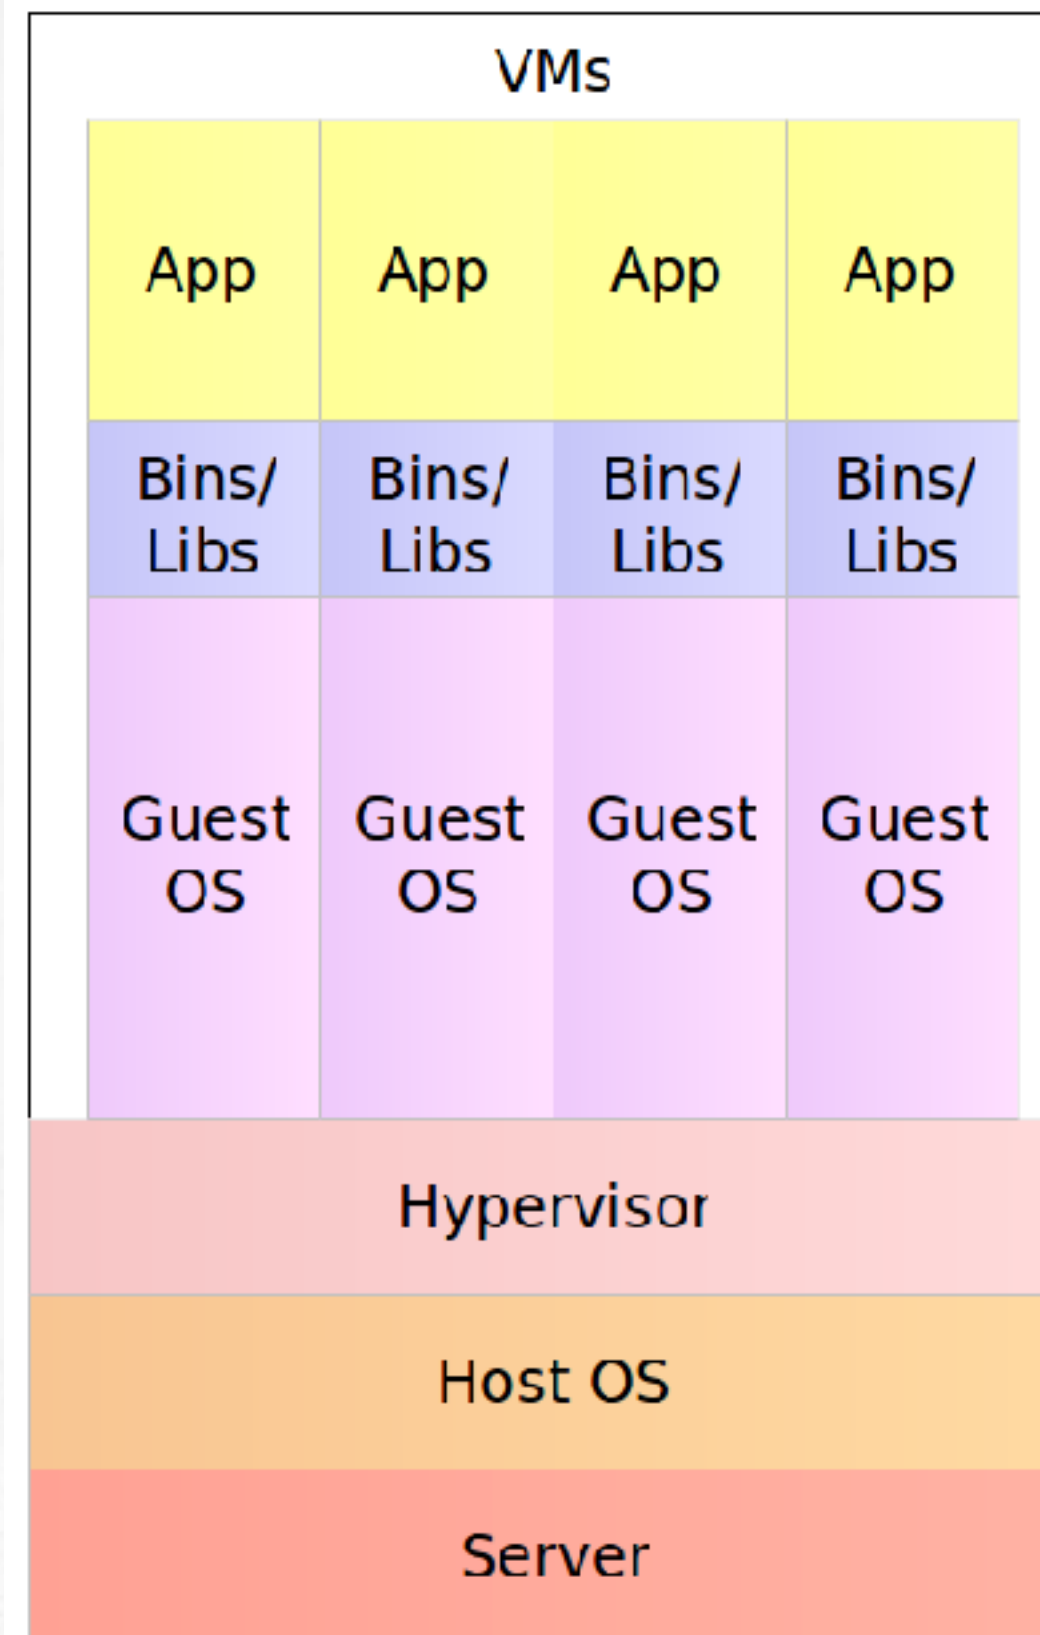 VMs
App App App App
Bins/ Bins/ Bins/ Bins/
Libs Libs Libs Libs
Guest Guest Guest Guest
OS OS OS OS
Hypervisor
Host OS
Server